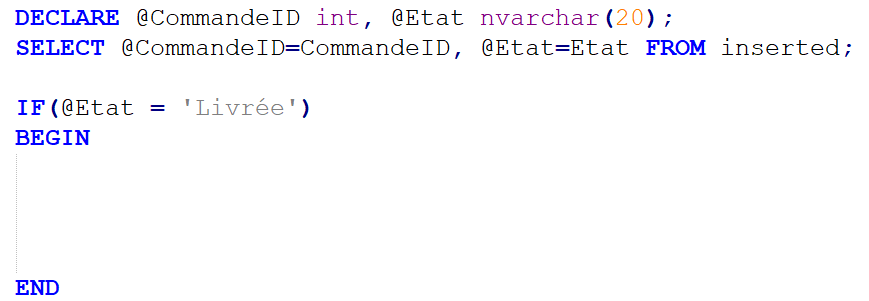 DECLARE @CommandeID int, @Etat nvarchar(20);
SELECT @CommandeID=CommandeID, @Etat=Etat FROM inserted;
IF(@Etat = 'Livrée')
BEGIN
END